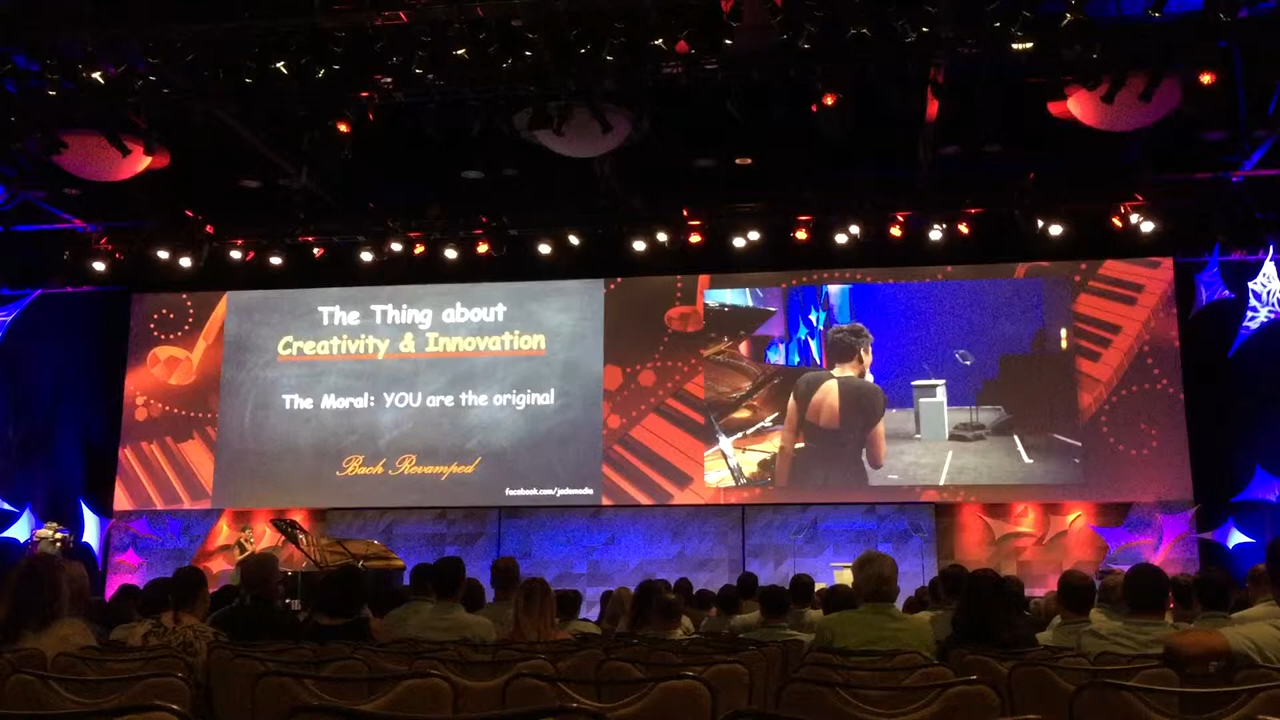 The Thing about
Creativity & Innovation
The Moral: YOU are the original
Bach Revamped
facebook.com/jademedia